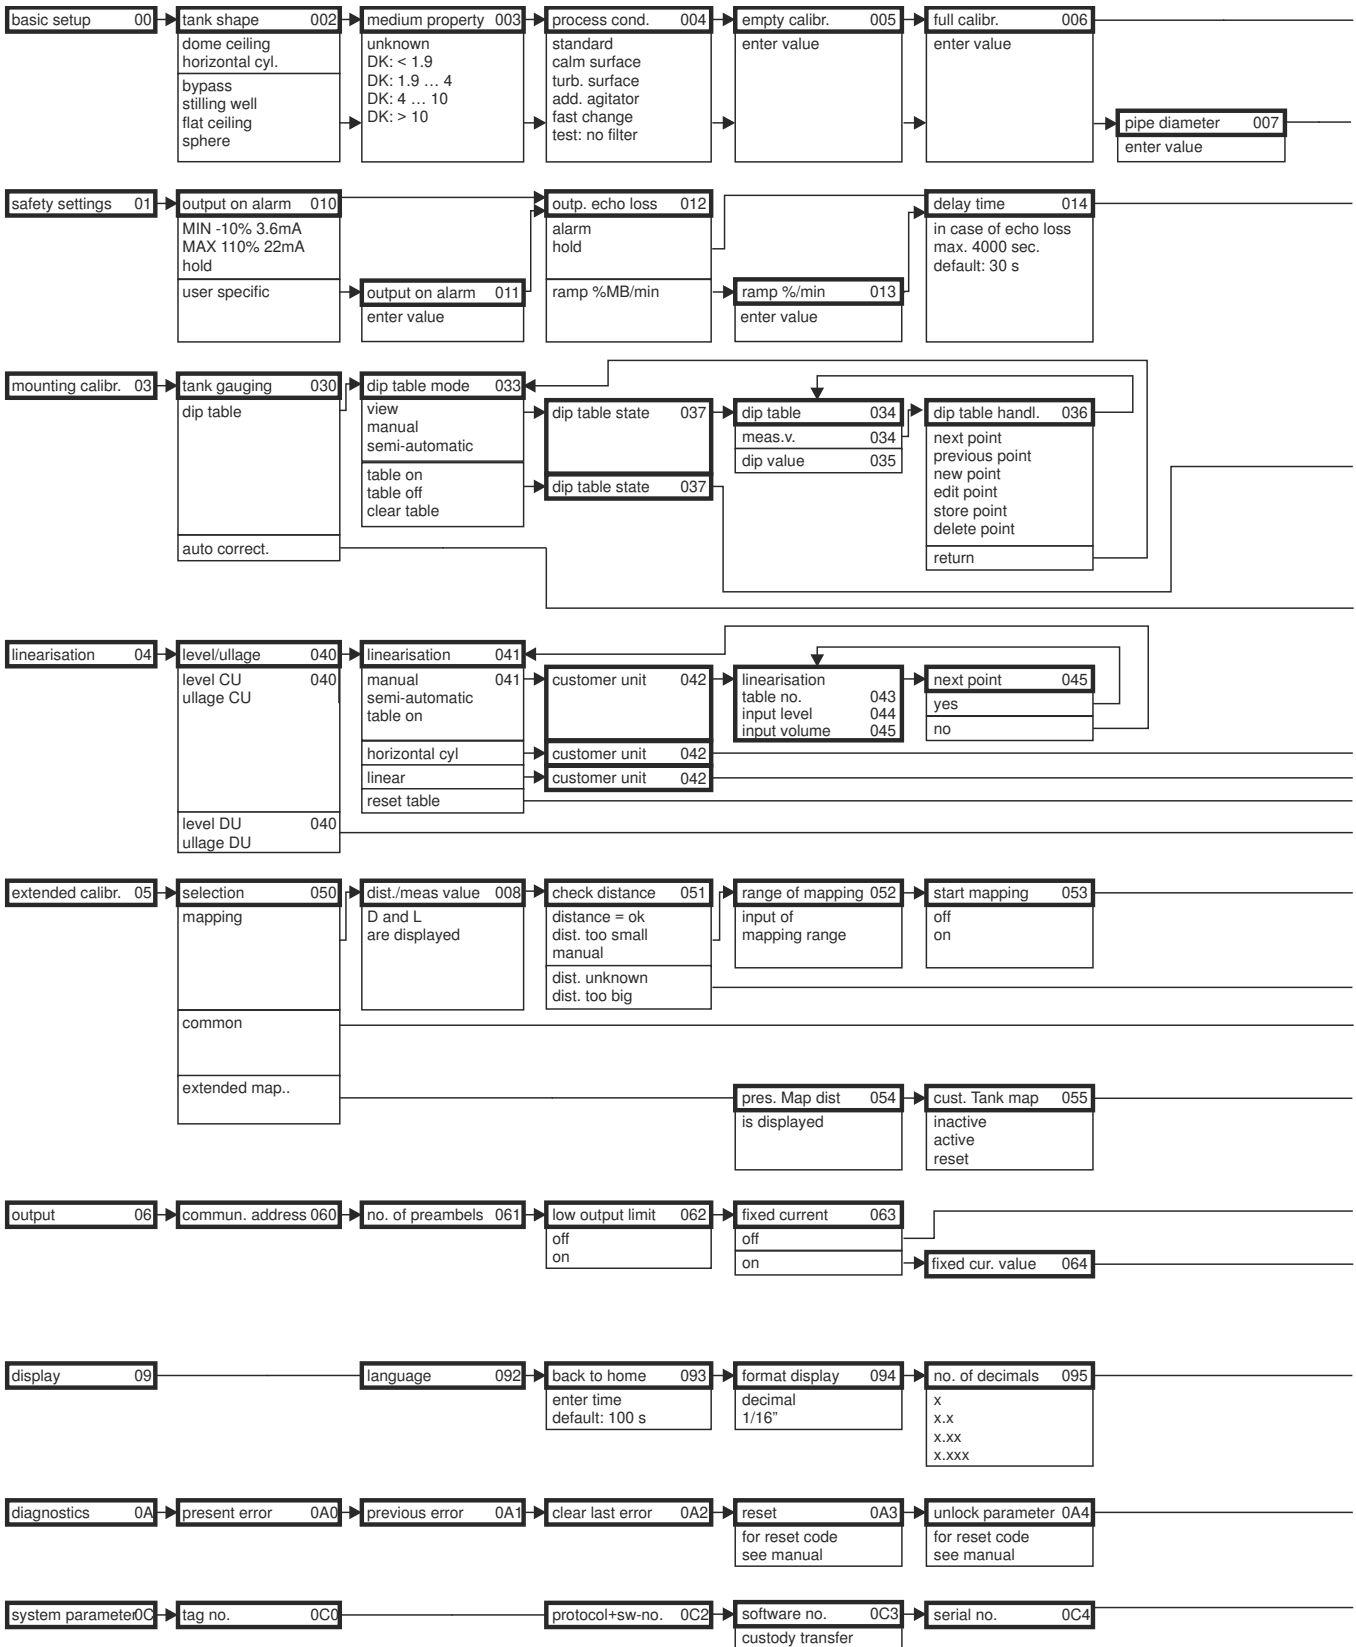 basic setup 00
tank shape 002
dome ceiling
horizontal cyl.
bypass
stilling well
flat ceiling
sphere
medium property 003
unknown
DK: < 1.9
DK: 1.9 ... 4
DK: 4 ... 10
DK: > 10
process cond. 004
standard
calm surface
turb. surface
add. agitator
fast change
test: no filter
empty calibr. 005
enter value
full calibr. 006
enter value
pipe diameter 007
enter value
safety settings 01
output on alarm 010
MIN -10% 3.6mA
MAX 110% 22mA
hold
user specific
output on alarm 011
enter value
outp. echo loss 012
alarm
hold
ramp %MB/min
ramp %/min 013
enter value
delay time 014
in case of echo loss
max. 4000 sec.
default: 30 s
mounting calibr. 03
tank gauging 030
dip table
auto correct.
dip table mode 033
view
manual
semi-automatic
table on
table off
clear table
dip table state 037
dip table state 037
dip table 034
meas.v. 034
dip value 035
dip table handl. 036
next point
previous point
new point
edit point
store point
delete point
return
linearisation 04
level/ullage 040
level CU 040
ullage CU
level DU 040
ullage DU
linearisation 041
manual 041
semi-automatic
table on
horizontal cyl
linear
reset table
customer unit 042
customer unit 042
customer unit 042
linearisation
table no. 043
input level 044
input volume 045
next point 045
yes
no
extended calibr. 05
selection 050
mapping
common
extended map..
dist./meas value 008
D and L
are displayed
check distance 051
distance = ok
dist. too small
manual
dist. unknown
dist. too big
range of mapping 052
input of
mapping range
start mapping 053
off
on
pres. Map dist 054
is displayed
cust. Tank map 055
inactive
active
reset
output 06
commun. address 060
no. of preambels 061
low output limit 062
off
on
fixed current 063
off
on
fixed cur. value 064
display 09
language 092
back to home 093
enter time
default: 100 s
format display 094
decimal
1/16”
no. of decimals 095
x
x.x
x.xx
x.xxx
diagnostics 0A
present error 0A0
previous error 0A1
clear last error 0A2
reset 0A3
for reset code
see manual
unlock parameter 0A4
for reset code
see manual
system parameter 0C
tag no. 0C0
protocol+sw-no. 0C2
software no. 0C3
custody transfer
serial no. 0C4